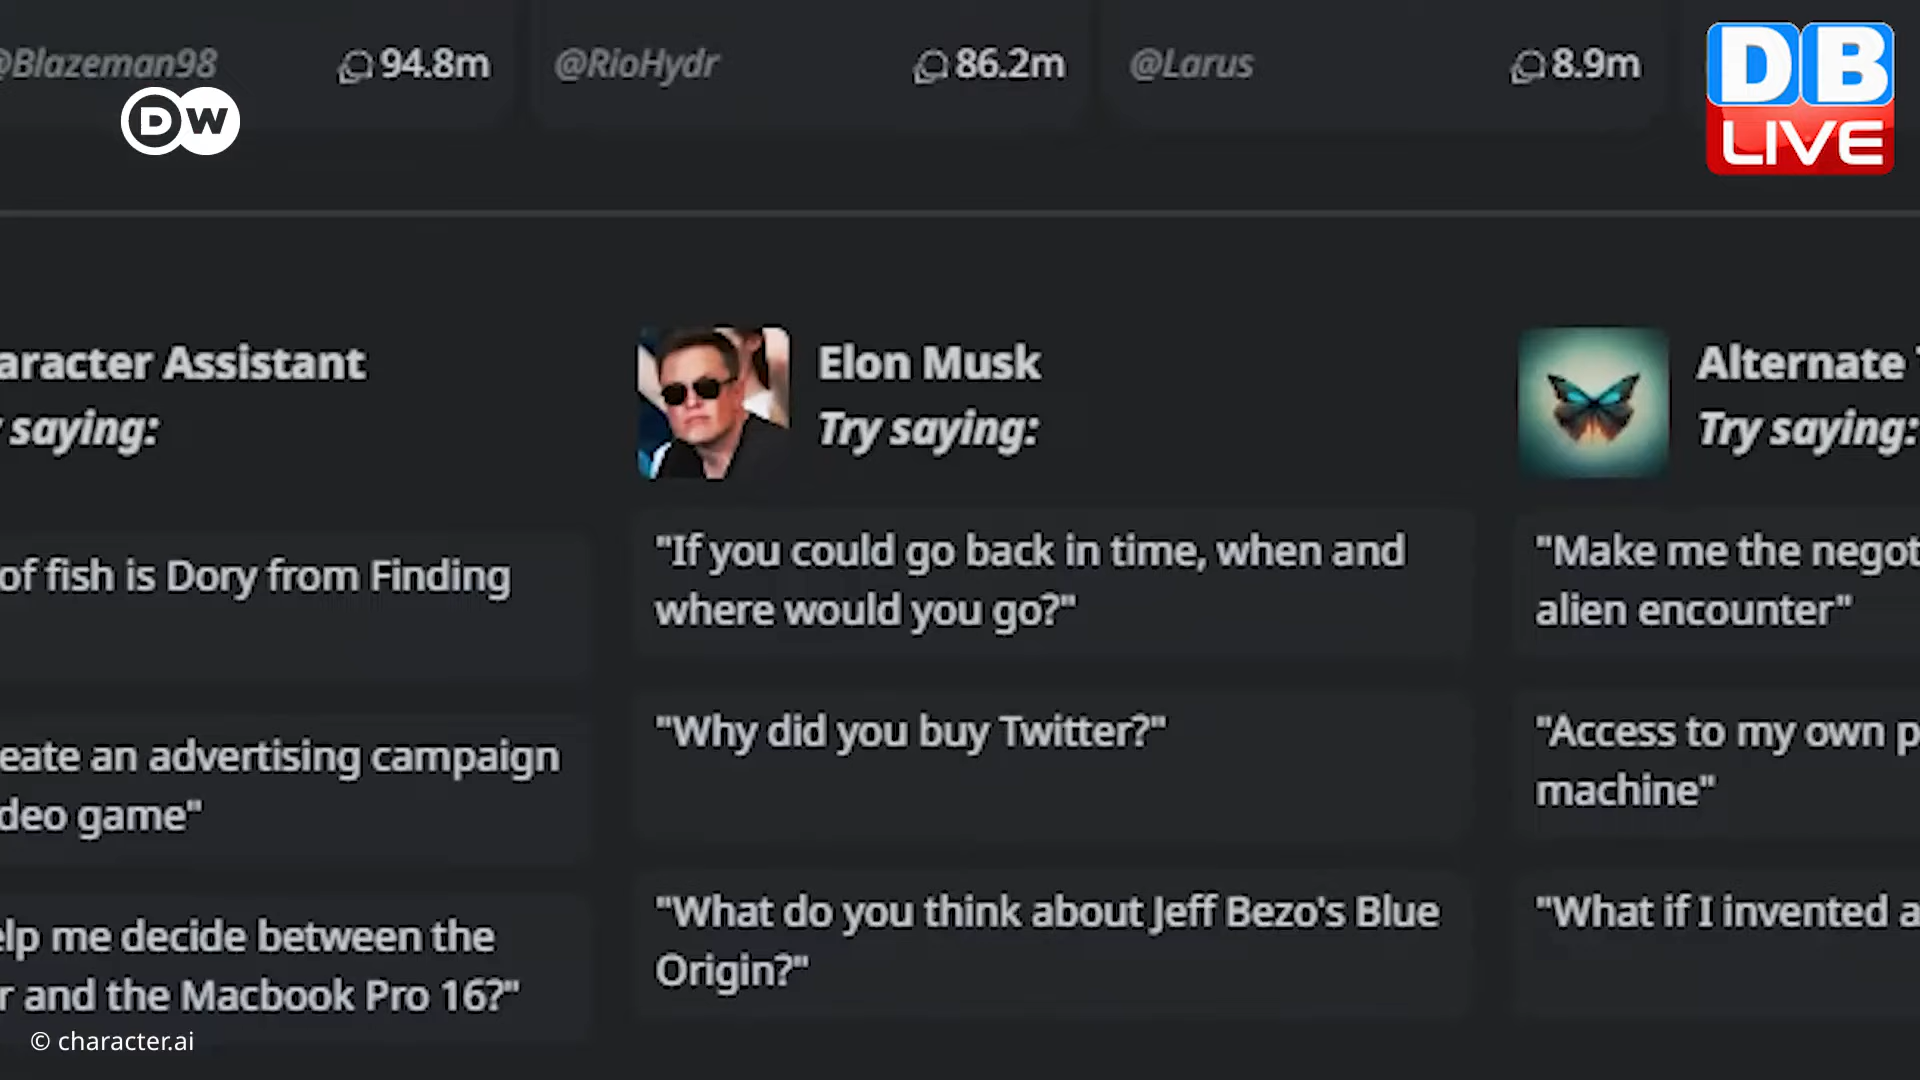 @Blazeman98 94.8m @RioHydr 86.2m @Larus 8.9m
DW
DB
LIVE
aracter Assistant
saying:
of fish is Dory from Finding
eate an advertising campaign
deo game"
elp me decide between the
r and the Macbook Pro 16?"
Elon Musk
Try saying:
"If you could go back in time, when and
where would you go?"
"Why did you buy Twitter?"
"What do you think about Jeff Bezo's Blue
Origin?"
Alternate
Try saying:
"Make me the negot
alien encounter"
"Access to my own p
machine"
"What if I invented a
© character.ai